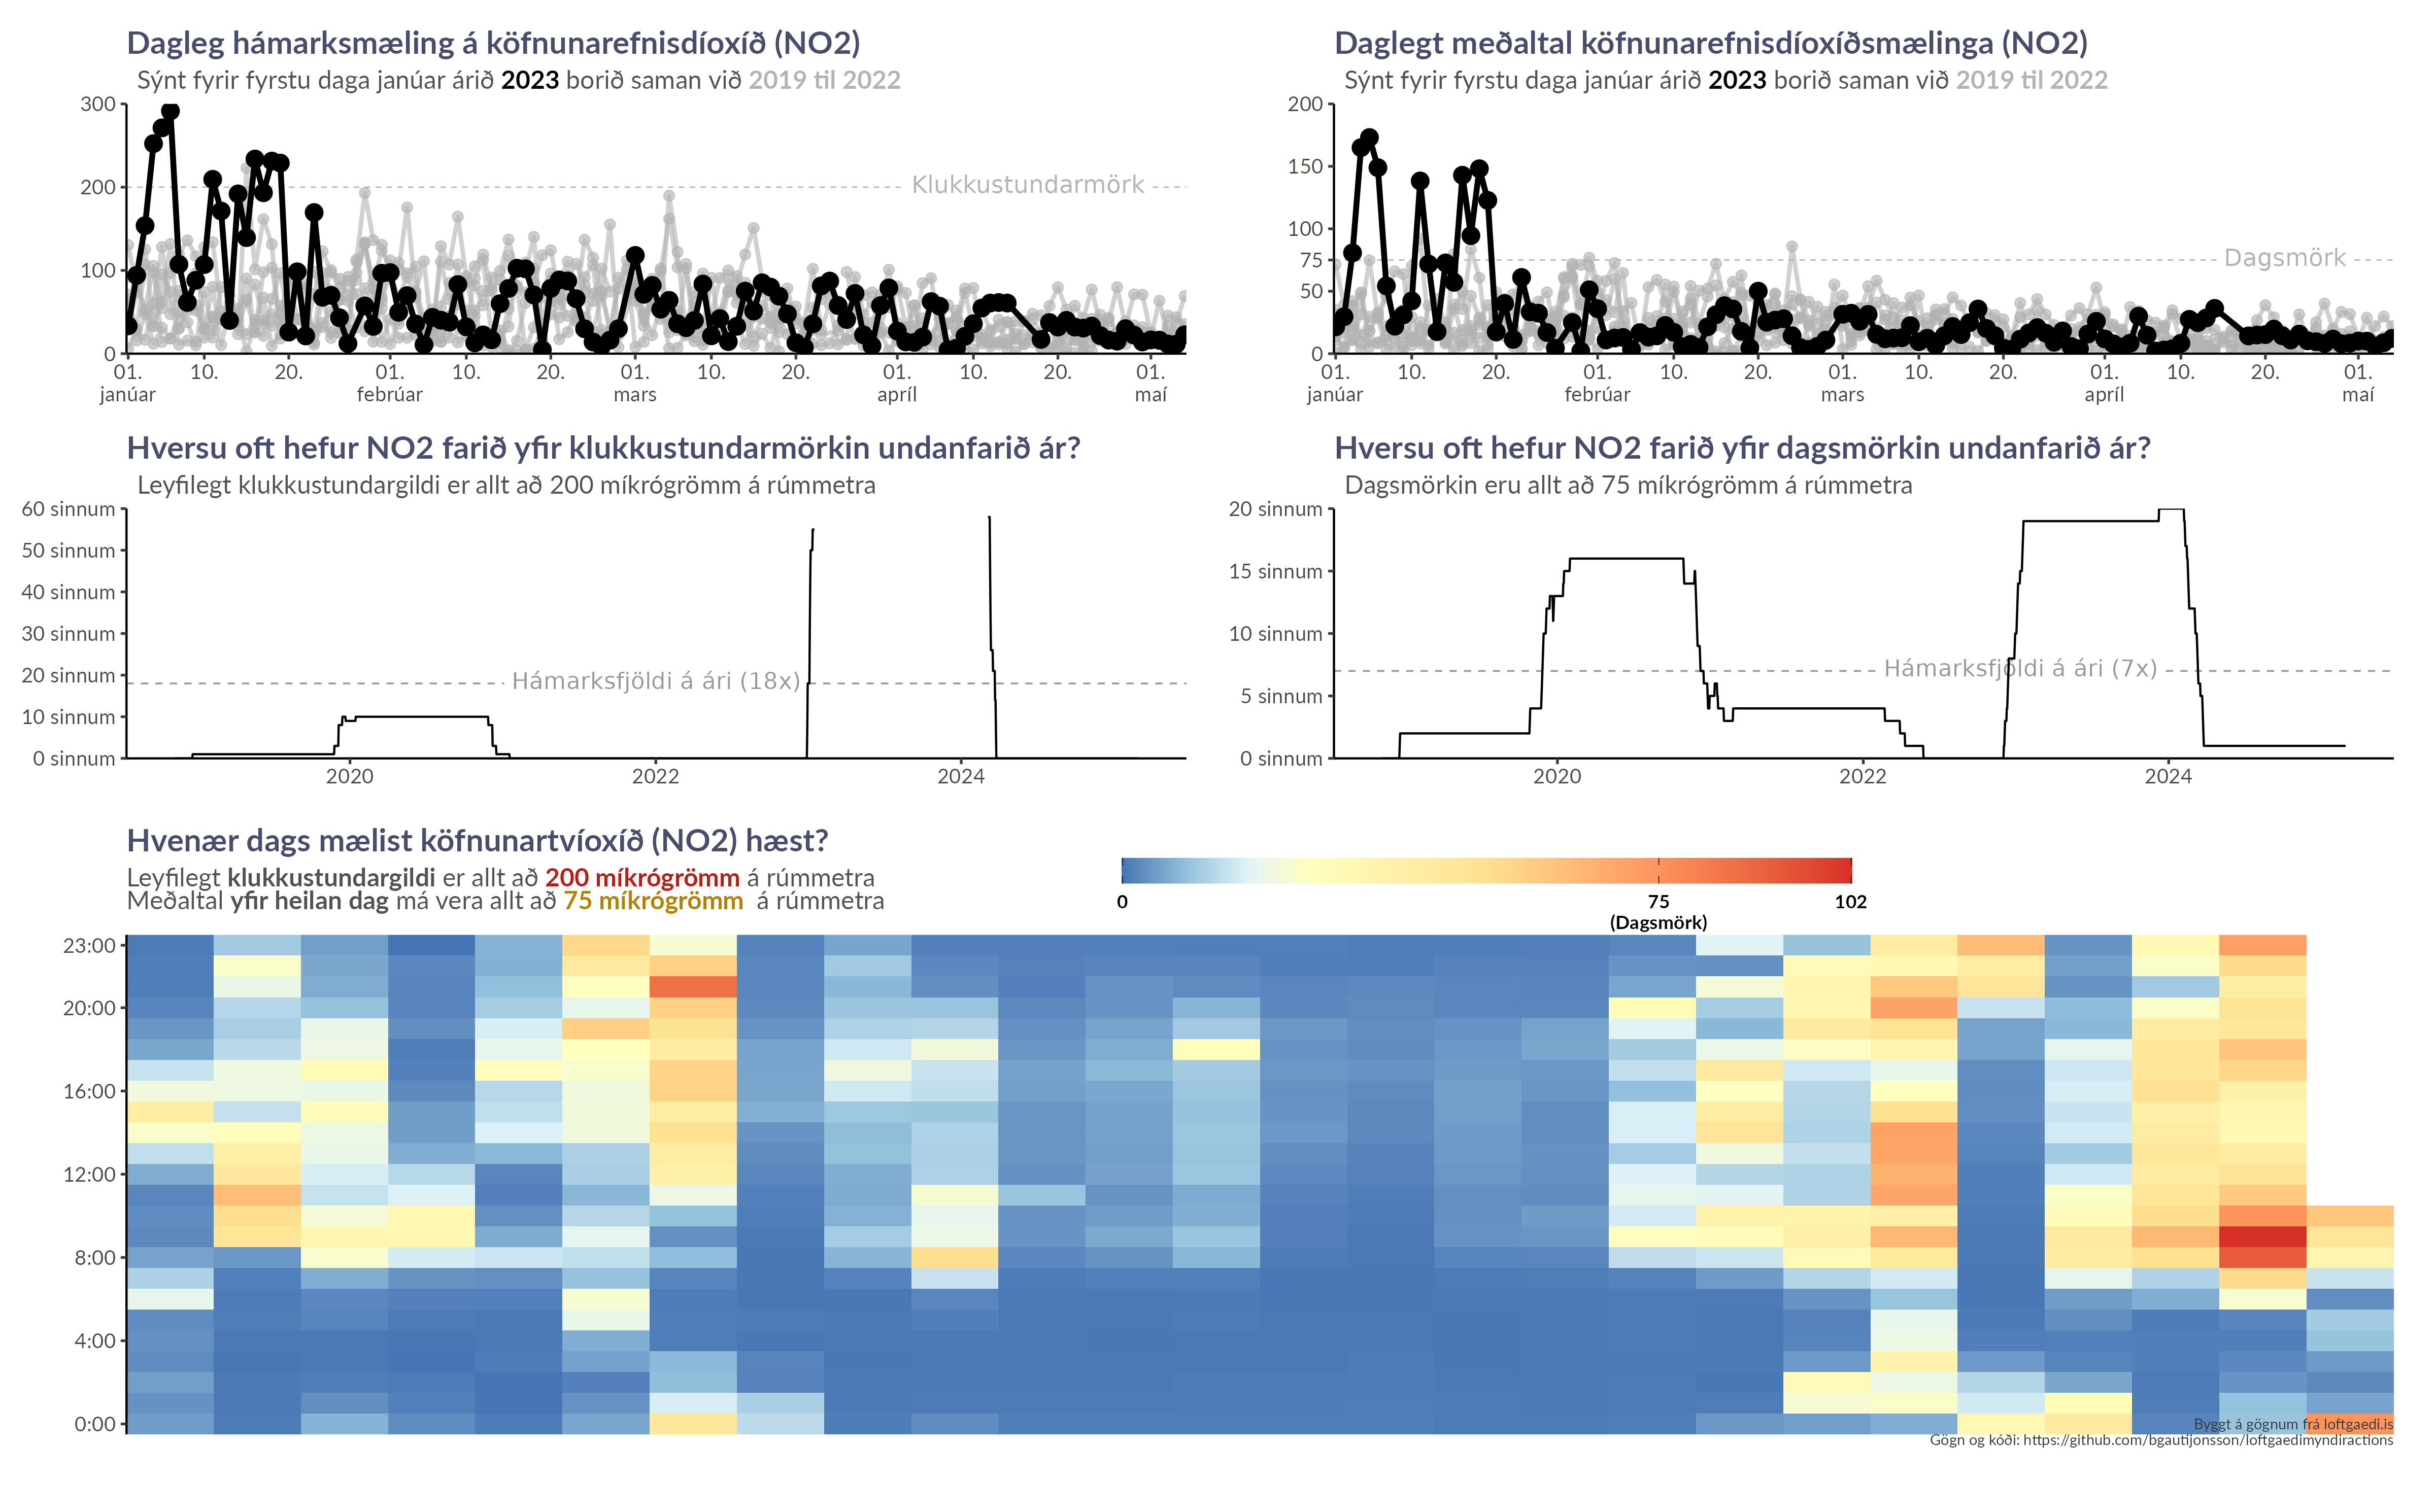 Dagleg hámarksmæling á köfnunarefnisdíoxíð (NO2)
Sýnt fyrir fyrstu daga janúar árið 2023 borið saman við 2019 til 2022
300
200
100
0
Klukkustundarmörk
01. 10. 20. 01. 10. 20. 01. 10. 20. 01. 10. 20. 01.
janúar febrúar mars apríl maí
Daglegt meðaltal köfnunarefnisdíoxíðsmælinga (NO2)
Sýnt fyrir fyrstu daga janúar árið 2023 borið saman við 2019 til 2022
200
150
100
75
50
0
Dagsmörk
01. 10. 20. 01. 10. 20. 01. 10. 20. 01. 10. 20. 01.
janúar febrúar mars apríl maí
Hversu oft hefur NO2 farið yfir klukkustundarmörkin undanfarið ár?
Leyfilegt klukkustundargildi er allt að 200 míkrógrömm á rúmmetra
60 sinnum
50 sinnum
40 sinnum
30 sinnum
20 sinnum
10 sinnum
0 sinnum
Hámarksfjöldi á ári (18x)
2020 2022 2024
Hversu oft hefur NO2 farið yfir dagsmörkin undanfarið ár?
Dagsmörkin eru allt að 75 míkrógrömm á rúmmetra
20 sinnum
15 sinnum
10 sinnum
5 sinnum
0 sinnum
Hámarksfjöldi á ári (7x)
2020 2022 2024
Hvenær dags mælist köfnunartvíoxíð (NO2) hæst?
Leyfilegt klukkustundargildi er allt að 200 míkrógrömm á rúmmetra
Meðaltal yfir heilan dag má vera allt að 75 míkrógrömm á rúmmetra
0 75 102
(Dagsmörk)
23:00
20:00
16:00
12:00
8:00
4:00
0:00
Byggt á gögnum frá loftgaedi.is
Gögn og kóði: https://github.com/bgautijonsson/loftgaedimyndiractions